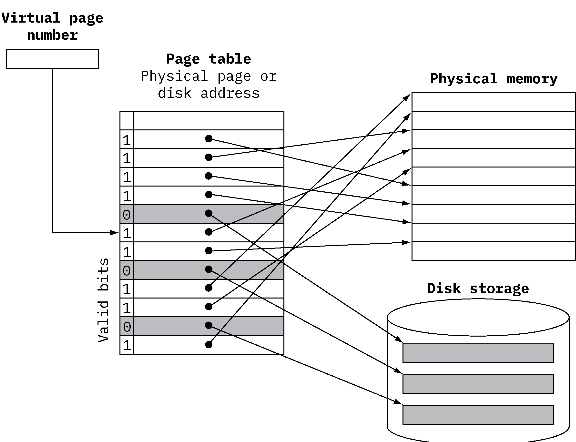 Virtual page
number
Page table
Physical page or
disk address
Physical memory
1
1
1
1
0
1
1
0
1
1
0
1
Valid bits
Disk storage